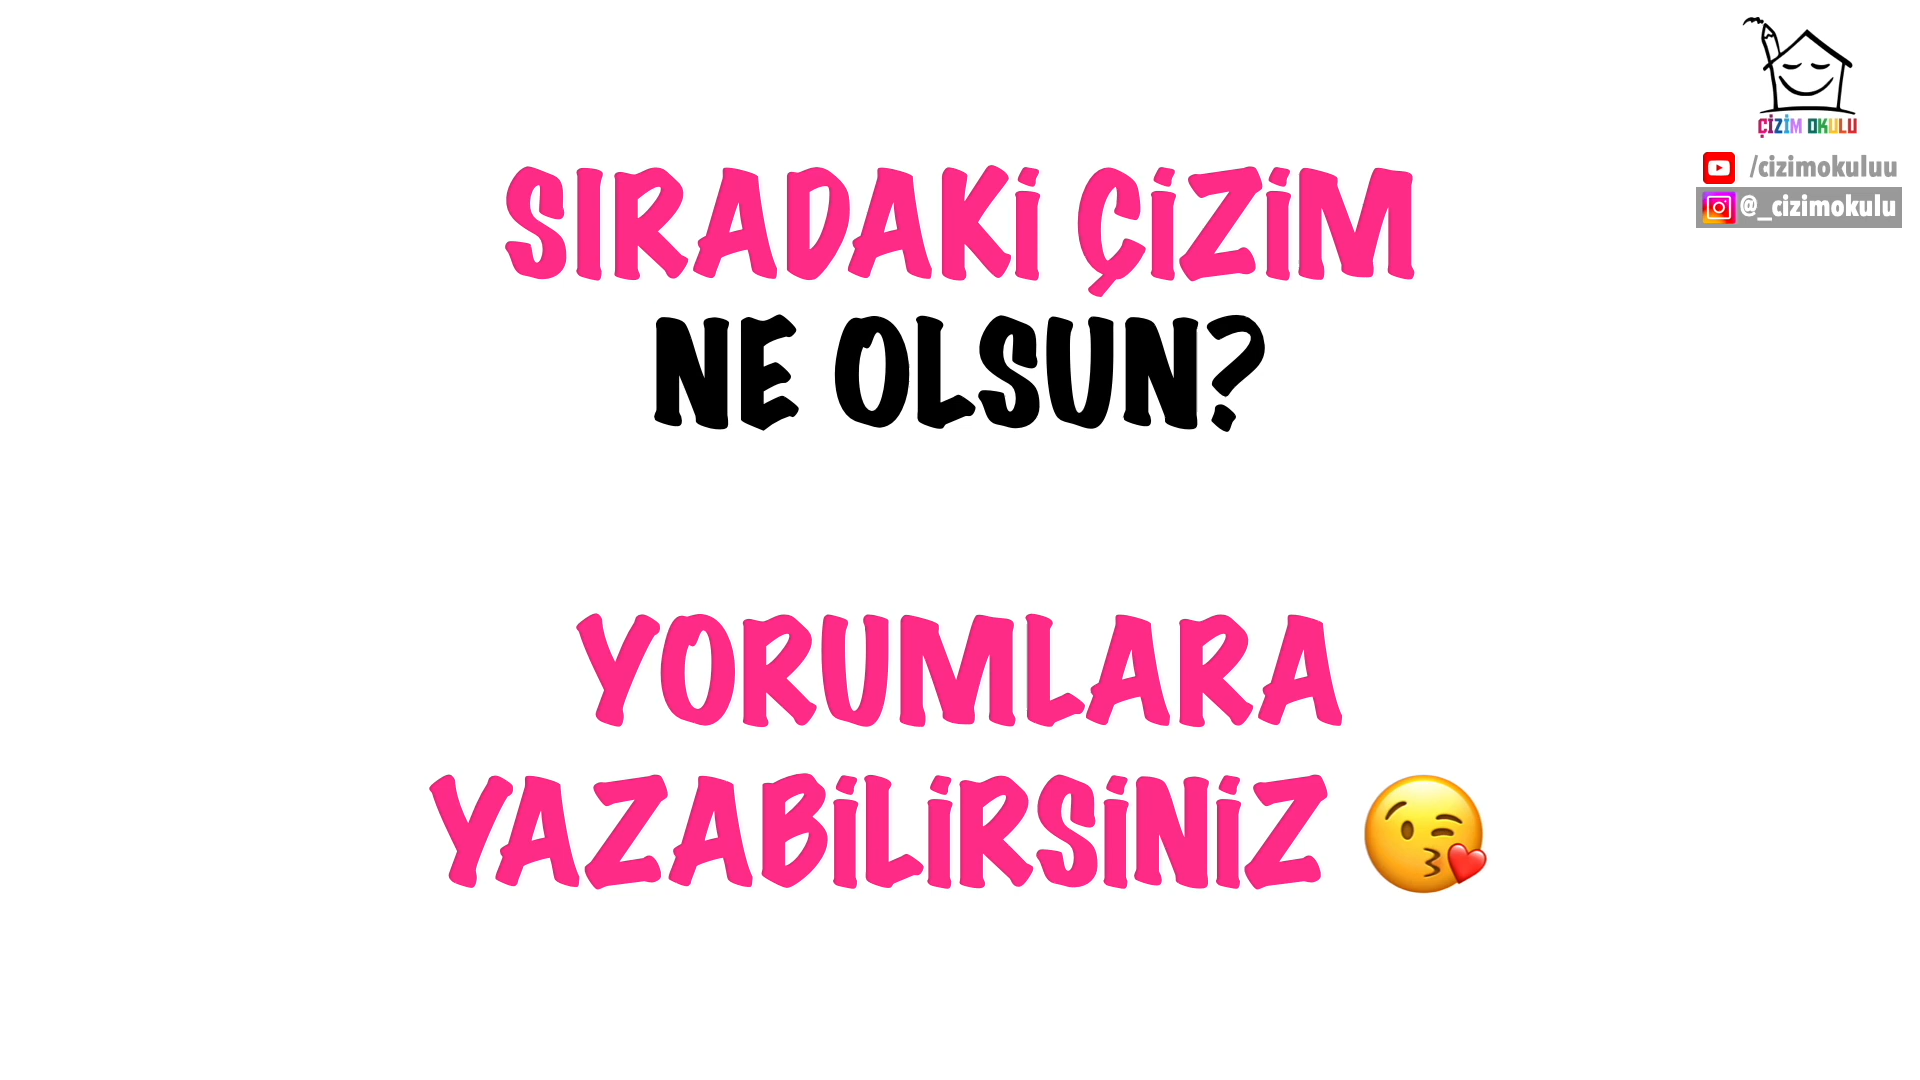 ÇİZİM OKULU
/cizimokuluu
@_cizimokulu
SIRADAKİ ÇİZİM
NE OLSUN?
YORUMLARA
YAZABİLİRSİNİZ 😘